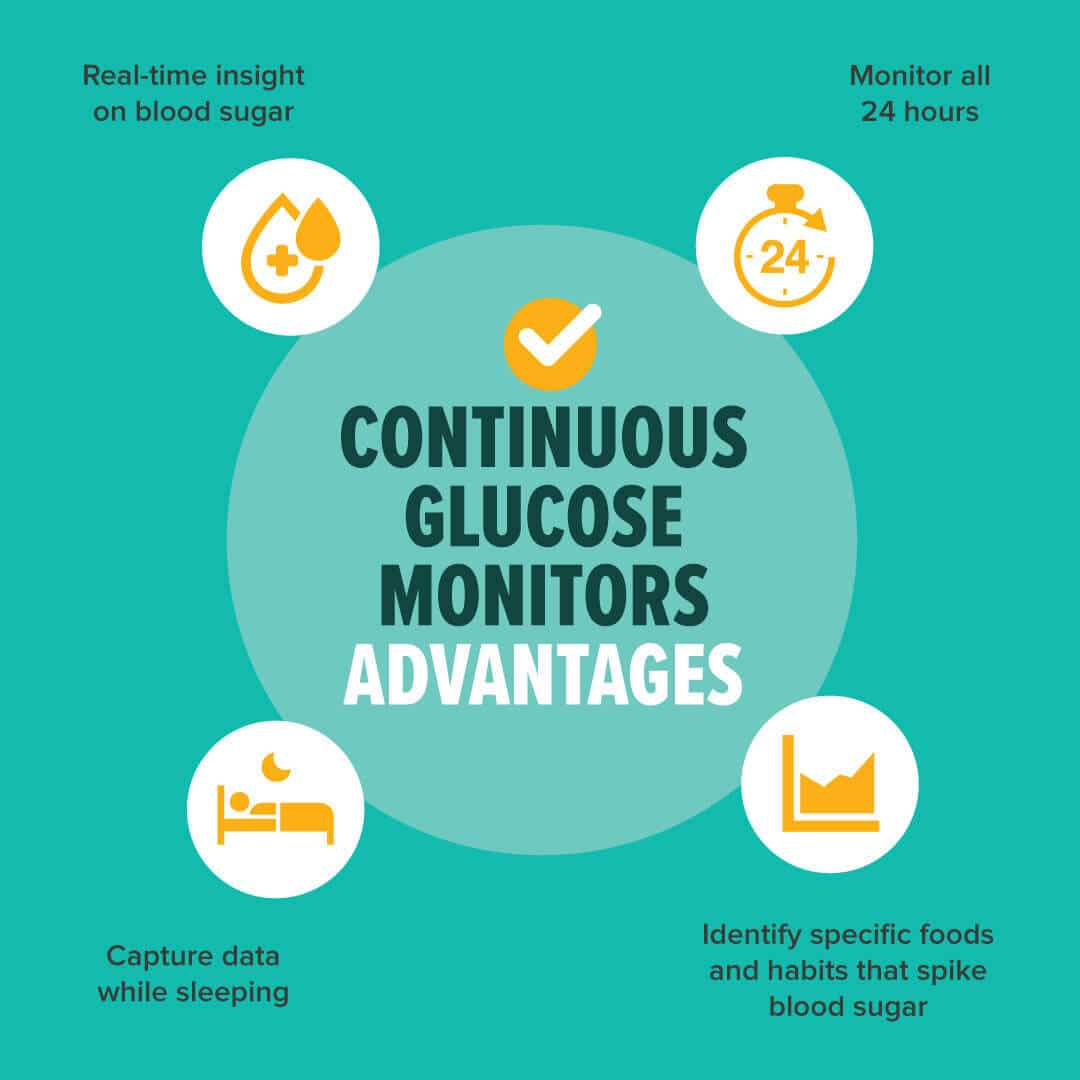 Real-time insight
on blood sugar
Monitor all
24 hours
24
CONTINUOUS
GLUCOSE
MONITORS
ADVANTAGES
Capture data
while sleeping
Identify specific foods
and habits that spike
blood sugar